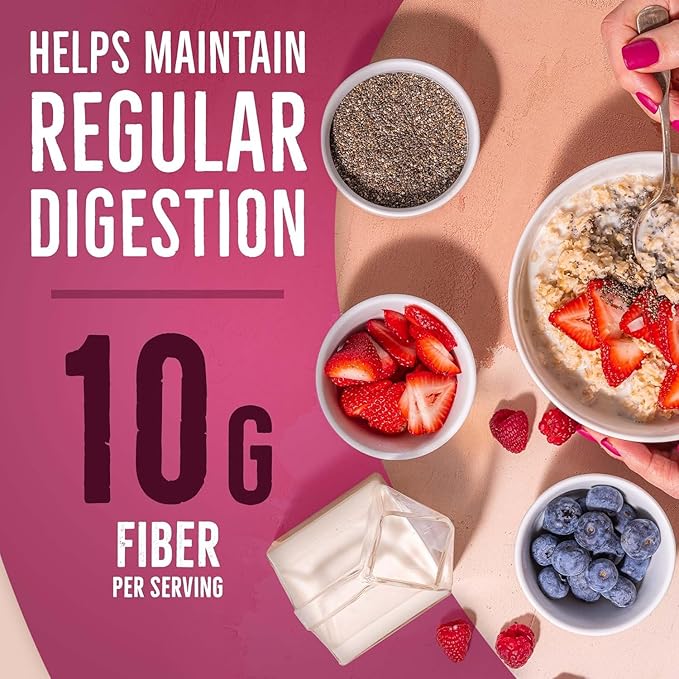 HELPS MAINTAIN
REGULAR
DIGESTION
10G
FIBER
PER SERVING